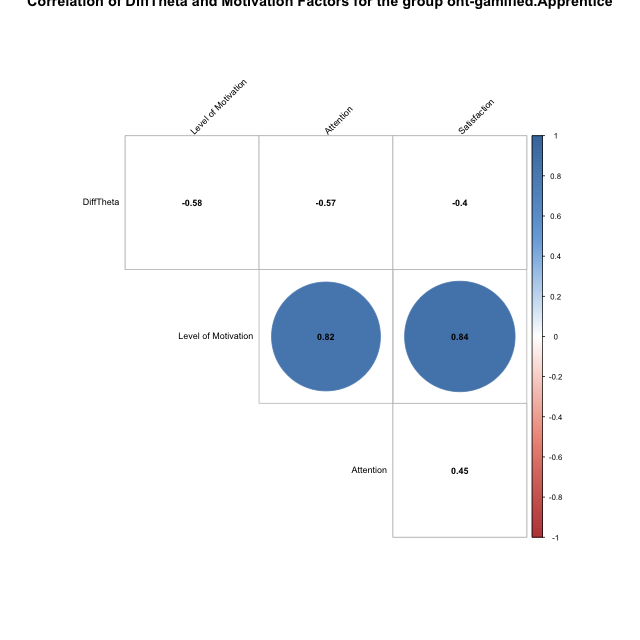 Correlation of DiffTheta and Motivation Factors for the group ont-gamified.Apprentice
Level of Motivation
Attention
Satisfaction
DiffTheta
-0.58
-0.57
-0.4
Level of Motivation
0.82
0.84
Attention
0.45
1
0.8
0.6
0.4
0.2
0
-0.2
-0.4
-0.6
-0.8
-1